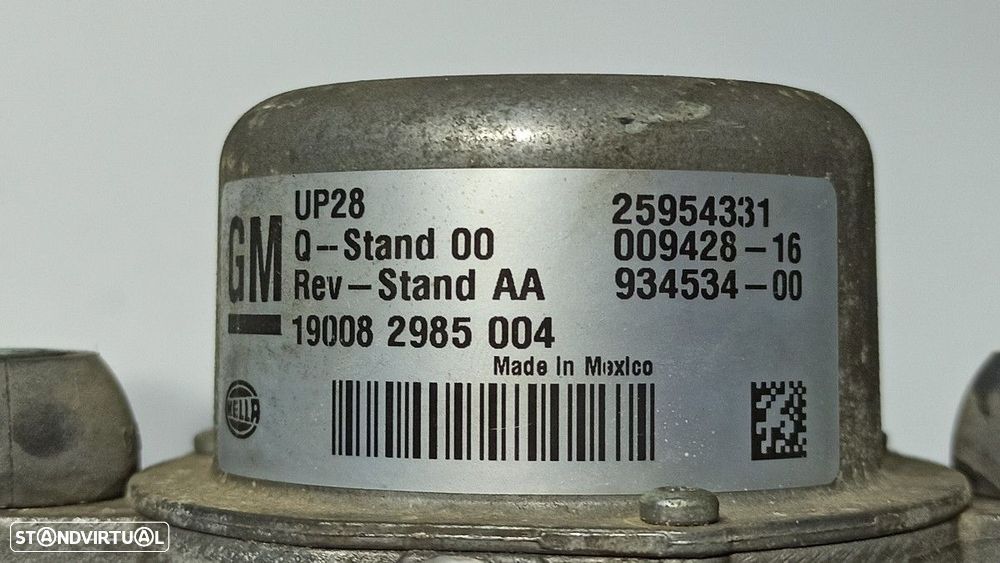 GM
UP28
Q--Stand 00
Rev-Stand AA
19008 2985 004
25954331
009428-16
934534-00
Made in Mexico
HELLA
STANDVIRTUAL